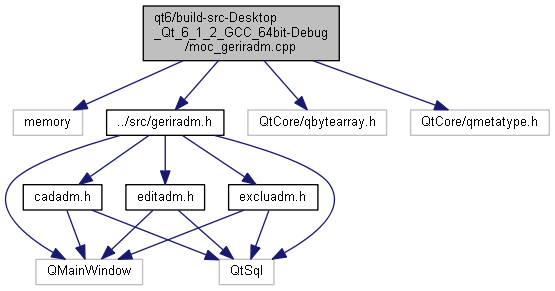 qt6/build-src-Desktop
_Qt_6_1_2_GCC_64bit-Debug
/moc_geriradm.cpp
memory
../src/geriradm.h
QtCore/qbytearray.h
QtCore/qmetatype.h
cadadm.h
editadm.h
excluadm.h
QMainWindow
QtSql